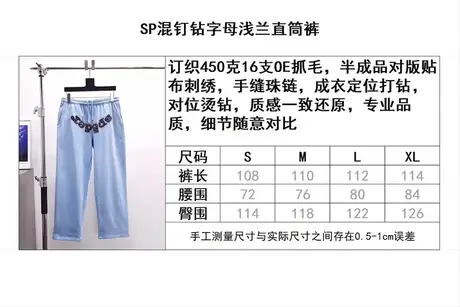 SP混钉钻字母浅兰直筒裤
订织450克16支OE抓毛，半成品对版贴
布刺绣，手缝珠链，成衣定位打钻，
对位烫钻，质感一致还原，专业品
质，细节随意对比
尺码 S M L XL
裤长 108 110 112 114
腰围 72 76 80 84
臀围 114 118 122 126
手工测量尺寸与实际尺寸之间存在0.5-1cm误差